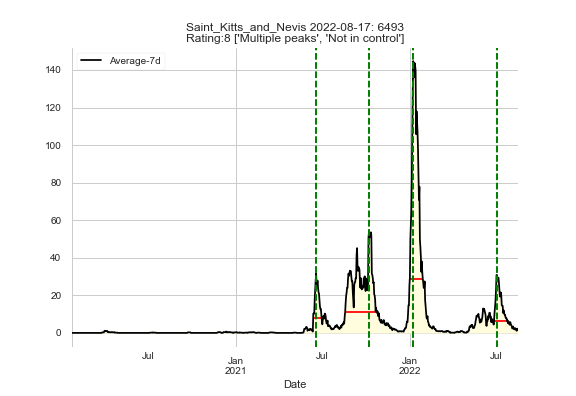 Saint_Kitts_and_Nevis 2022-08-17: 6493
Rating:8 ['Multiple peaks', 'Not in control']
Average-7d
140
120
100
80
60
40
20
0
Jul
Jan
2021
Jul
Jan
2022
Jul
Date